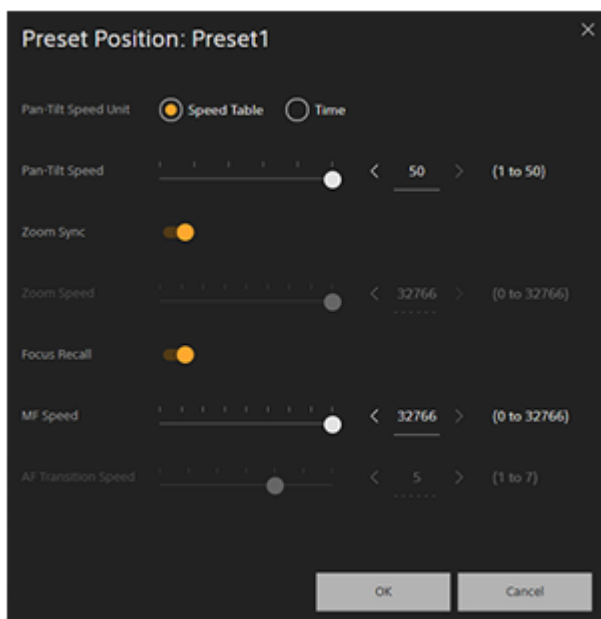 Preset Position: Preset1
Pan-Tilt Speed Unit Speed Table Time
Pan-Tilt Speed < 50 > (1 to 50)
Zoom Sync
Zoom Speed < 32766 > (0 to 32766)
Focus Recall
MF Speed < 32766 > (0 to 32766)
AF Transition Speed < 5 > (1 to 7)
OK Cancel